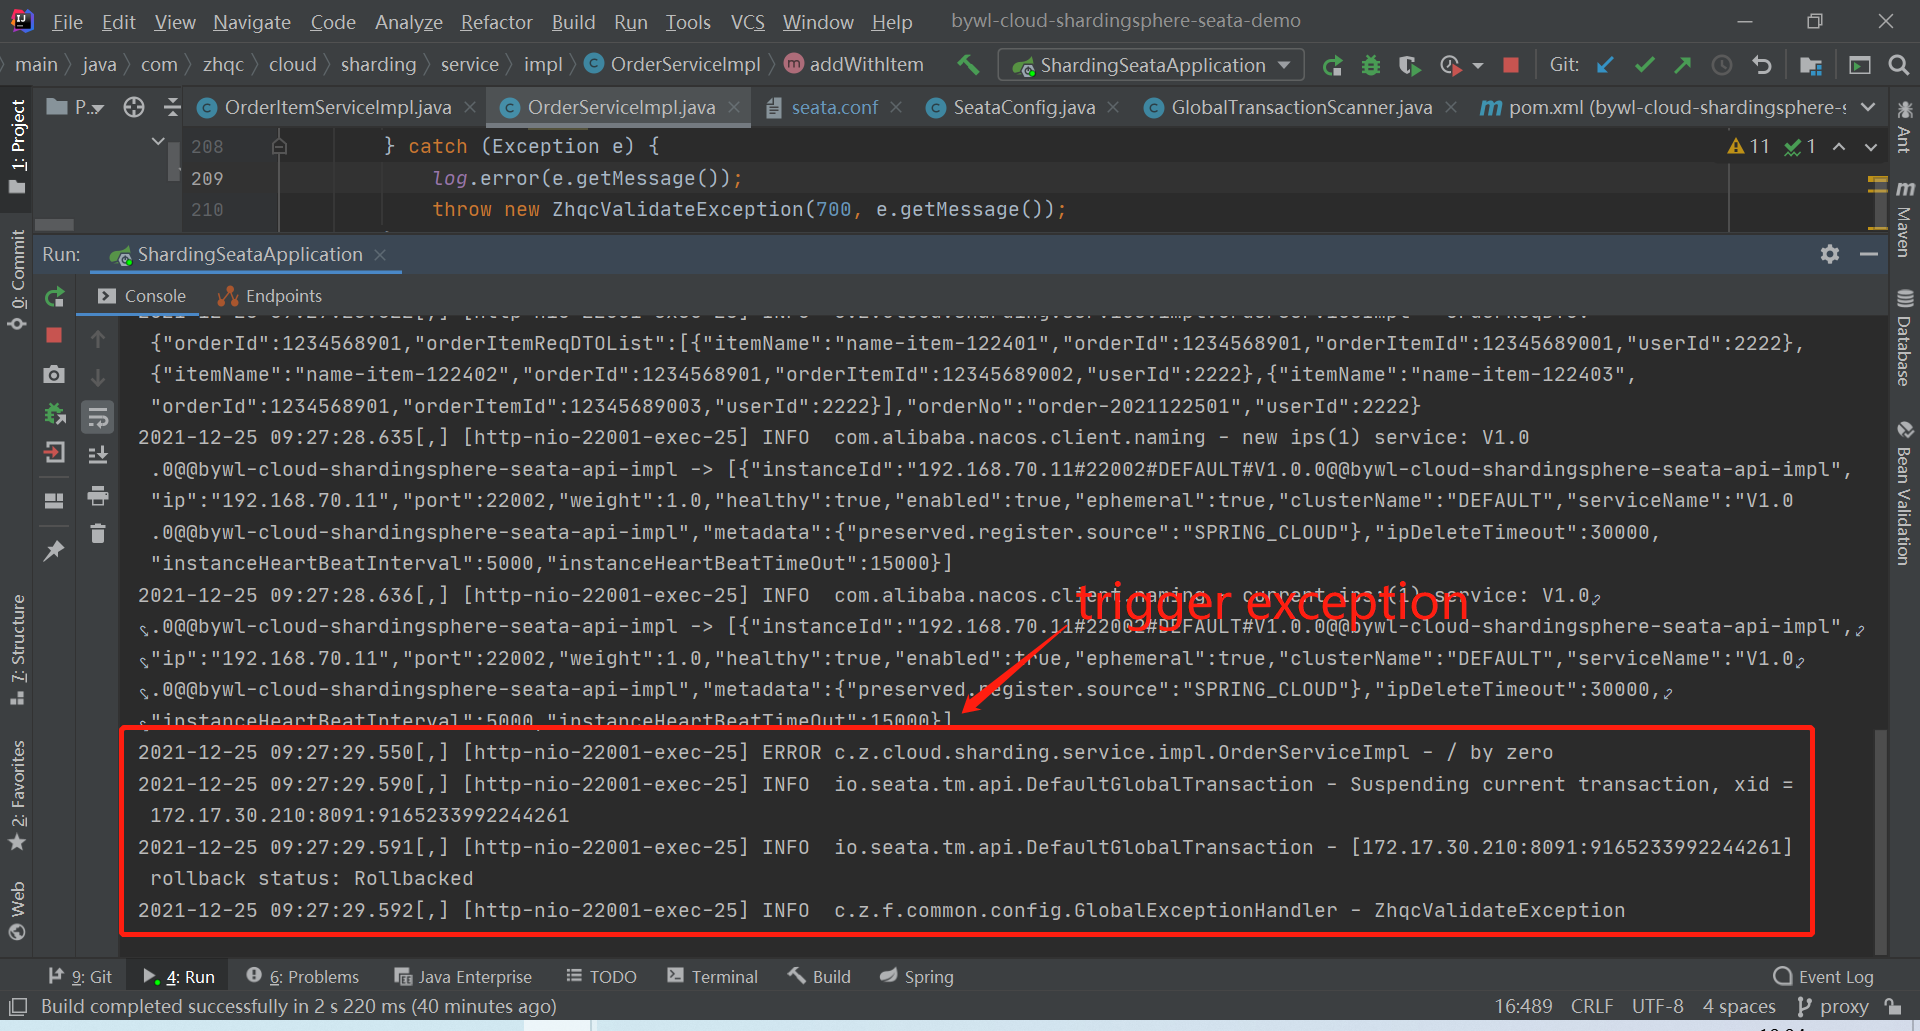 File Edit View Navigate Code Analyze Refactor Build Run Tools VCS Window Help bywl-cloud-shardingsphere-seata-demo
main java com zhqc cloud sharding service impl OrderServiceImpl addWithItem ShardingSeataApplication Git:
P... OrderItemServiceImpl.java OrderServiceImpl.java seata.conf SeataConfig.java GlobalTransactionScanner.java pom.xml (bywl-cloud-shardingsphere-s
208 } catch (Exception e) { 11 1
209 log.error(e.getMessage());
210 throw new ZhqcValidateException(700, e.getMessage());
Run: ShardingSeataApplication
Console Endpoints
{"orderId":1234568901,"orderItemReqDTOList":[{"itemName":"name-item-122401","orderId":1234568901,"orderItemId":12345689001,"userId":2222},
{"itemName":"name-item-122402","orderId":1234568901,"orderItemId":12345689002,"userId":2222},{"itemName":"name-item-122403",
"orderId":1234568901,"orderItemId":12345689003,"userId":2222}],"orderNo":"order-2021122501","userId":2222}
2021-12-25 09:27:28.635[,] [http-nio-22001-exec-25] INFO  com.alibaba.nacos.client.naming - new ips(1) service: V1.0
.0@@bywl-cloud-shardingsphere-seata-api-impl -> [{"instanceId":"192.168.70.11#22002#DEFAULT#V1.0.0@@bywl-cloud-shardingsphere-seata-api-impl",
"ip":"192.168.70.11","port":22002,"weight":1.0,"healthy":true,"enabled":true,"ephemeral":true,"clusterName":"DEFAULT","serviceName":"V1.0
.0@@bywl-cloud-shardingsphere-seata-api-impl","metadata":{"preserved.register.source":"SPRING_CLOUD"},"ipDeleteTimeout":30000,
"instanceHeartBeatInterval":5000,"instanceHeartBeatTimeOut":15000}]
2021-12-25 09:27:28.636[,] [http-nio-22001-exec-25] INFO  com.alibaba.nacos.client.naming - current ips:(1) service: V1.0
trigger exception
.0@@bywl-cloud-shardingsphere-seata-api-impl -> [{"instanceId":"192.168.70.11#22002#DEFAULT#V1.0.0@@bywl-cloud-shardingsphere-seata-api-impl",
"ip":"192.168.70.11","port":22002,"weight":1.0,"healthy":true,"enabled":true,"ephemeral":true,"clusterName":"DEFAULT","serviceName":"V1.0
.0@@bywl-cloud-shardingsphere-seata-api-impl","metadata":{"preserved.register.source":"SPRING_CLOUD"},"ipDeleteTimeout":30000,
"instanceHeartBeatInterval":5000,"instanceHeartBeatTimeOut":15000}]
2021-12-25 09:27:29.550[,] [http-nio-22001-exec-25] ERROR c.z.cloud.sharding.service.impl.OrderServiceImpl - / by zero
2021-12-25 09:27:29.590[,] [http-nio-22001-exec-25] INFO  io.seata.tm.api.DefaultGlobalTransaction - Suspending current transaction, xid =
172.17.30.210:8091:9165233992244261
2021-12-25 09:27:29.591[,] [http-nio-22001-exec-25] INFO  io.seata.tm.api.DefaultGlobalTransaction - [172.17.30.210:8091:9165233992244261]
rollback status: Rollbacked
2021-12-25 09:27:29.592[,] [http-nio-22001-exec-25] INFO  c.z.f.common.config.GlobalExceptionHandler - ZhqcValidateException
1: Project
0: Commit
7: Structure
2: Favorites
Web
Ant
Maven
Database
Bean Validation
9: Git 4: Run 6: Problems Java Enterprise TODO Terminal Build Spring Event Log
Build completed successfully in 2 s 220 ms (40 minutes ago) 16:489 CRLF UTF-8 4 spaces proxy